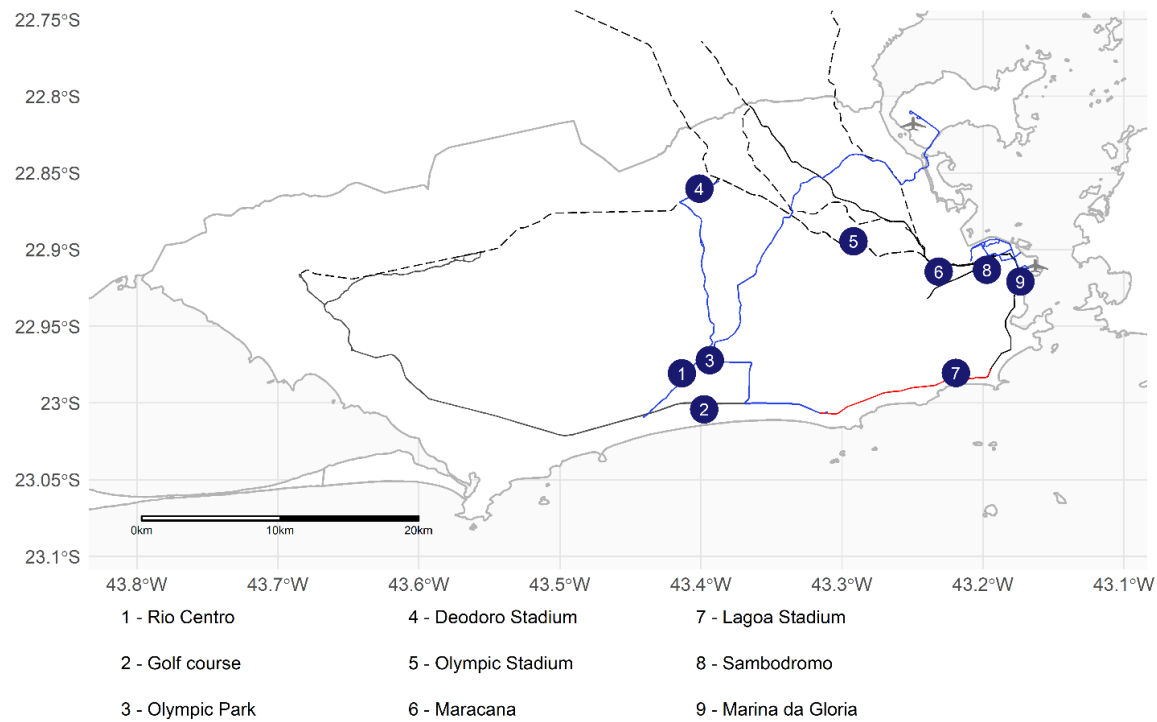 22.75°S
22.8°S
22.85°S
22.9°S
22.95°S
23°S
23.05°S
23.1°S
4
5
6
8
9
3
1
7
2
0km 10km 20km
43.8°W 43.7°W 43.6°W 43.5°W 43.4°W 43.3°W 43.2°W 43.1°W
1 - Rio Centro 4 - Deodoro Stadium 7 - Lagoa Stadium
2 - Golf course 5 - Olympic Stadium 8 - Sambodromo
3 - Olympic Park 6 - Maracana 9 - Marina da Gloria